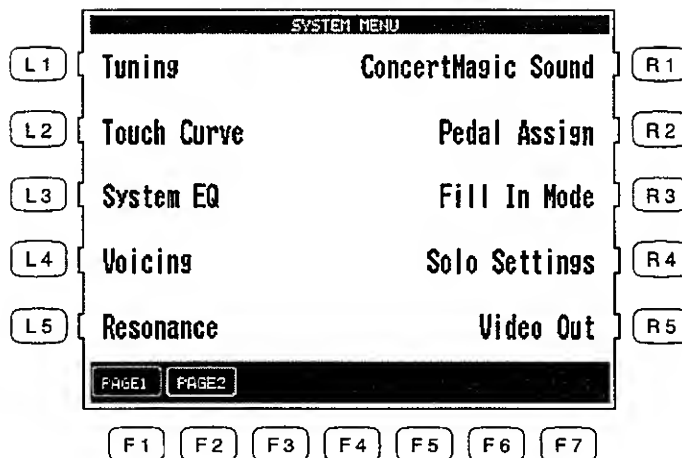 SYSTEM MENU
L1 Tuning ConcertMagic Sound R1
L2 Touch Curve Pedal Assign R2
L3 System EQ Fill In Mode R3
L4 Voicing Solo Settings R4
L5 Resonance Video Out R5
PAGE1 PAGE2
F1 F2 F3 F4 F5 F6 F7